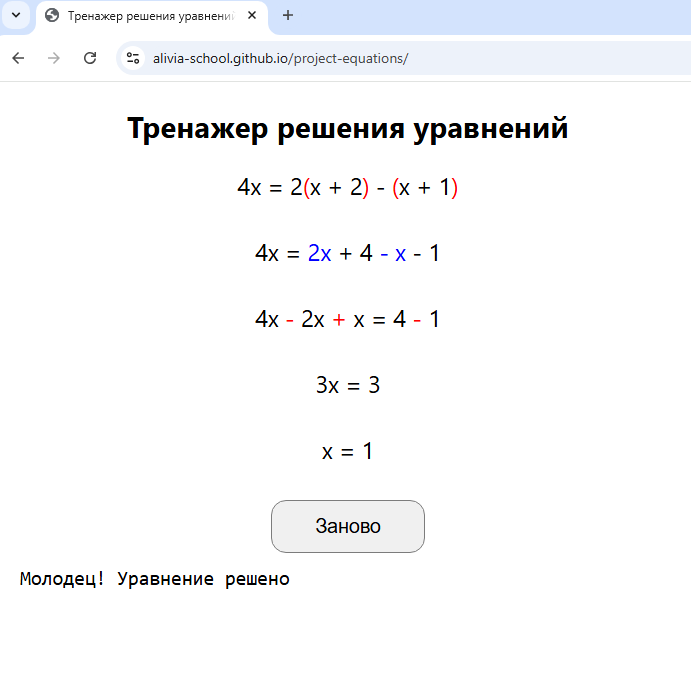 Тренажер решения уравнени
alivia-school.github.io/project-equations/
Тренажер решения уравнений
4x = 2(x + 2) - (x + 1)
4x = 2x + 4 - x - 1
4x - 2x + x = 4 - 1
3x = 3
x = 1
Заново
Молодец! Уравнение решено